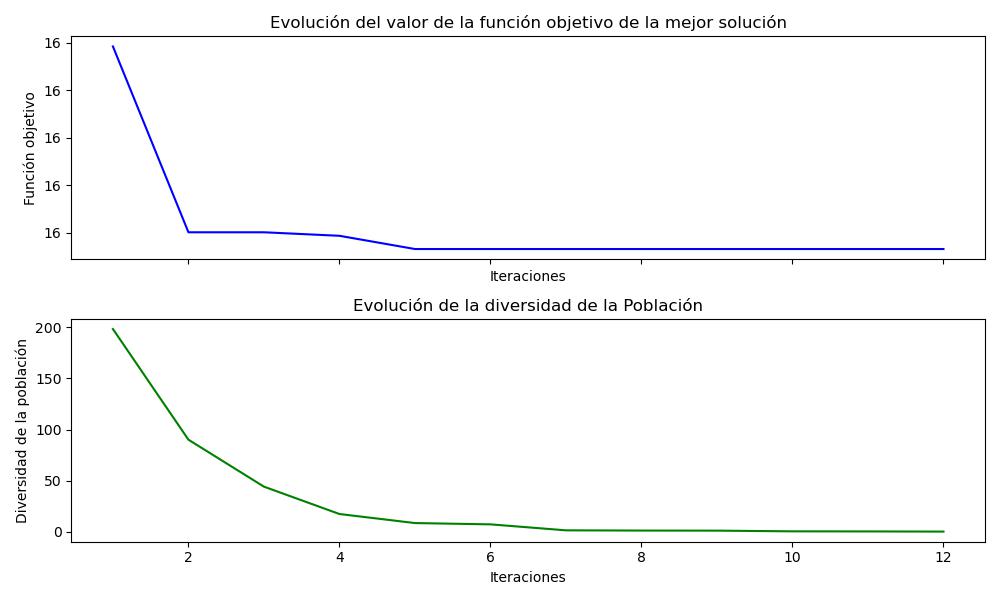 Evolución del valor de la función objetivo de la mejor solución
16
16
16
16
16
Función objetivo
Iteraciones
Evolución de la diversidad de la Población
200
150
100
50
0
Diversidad de la población
2 4 6 8 10 12
Iteraciones